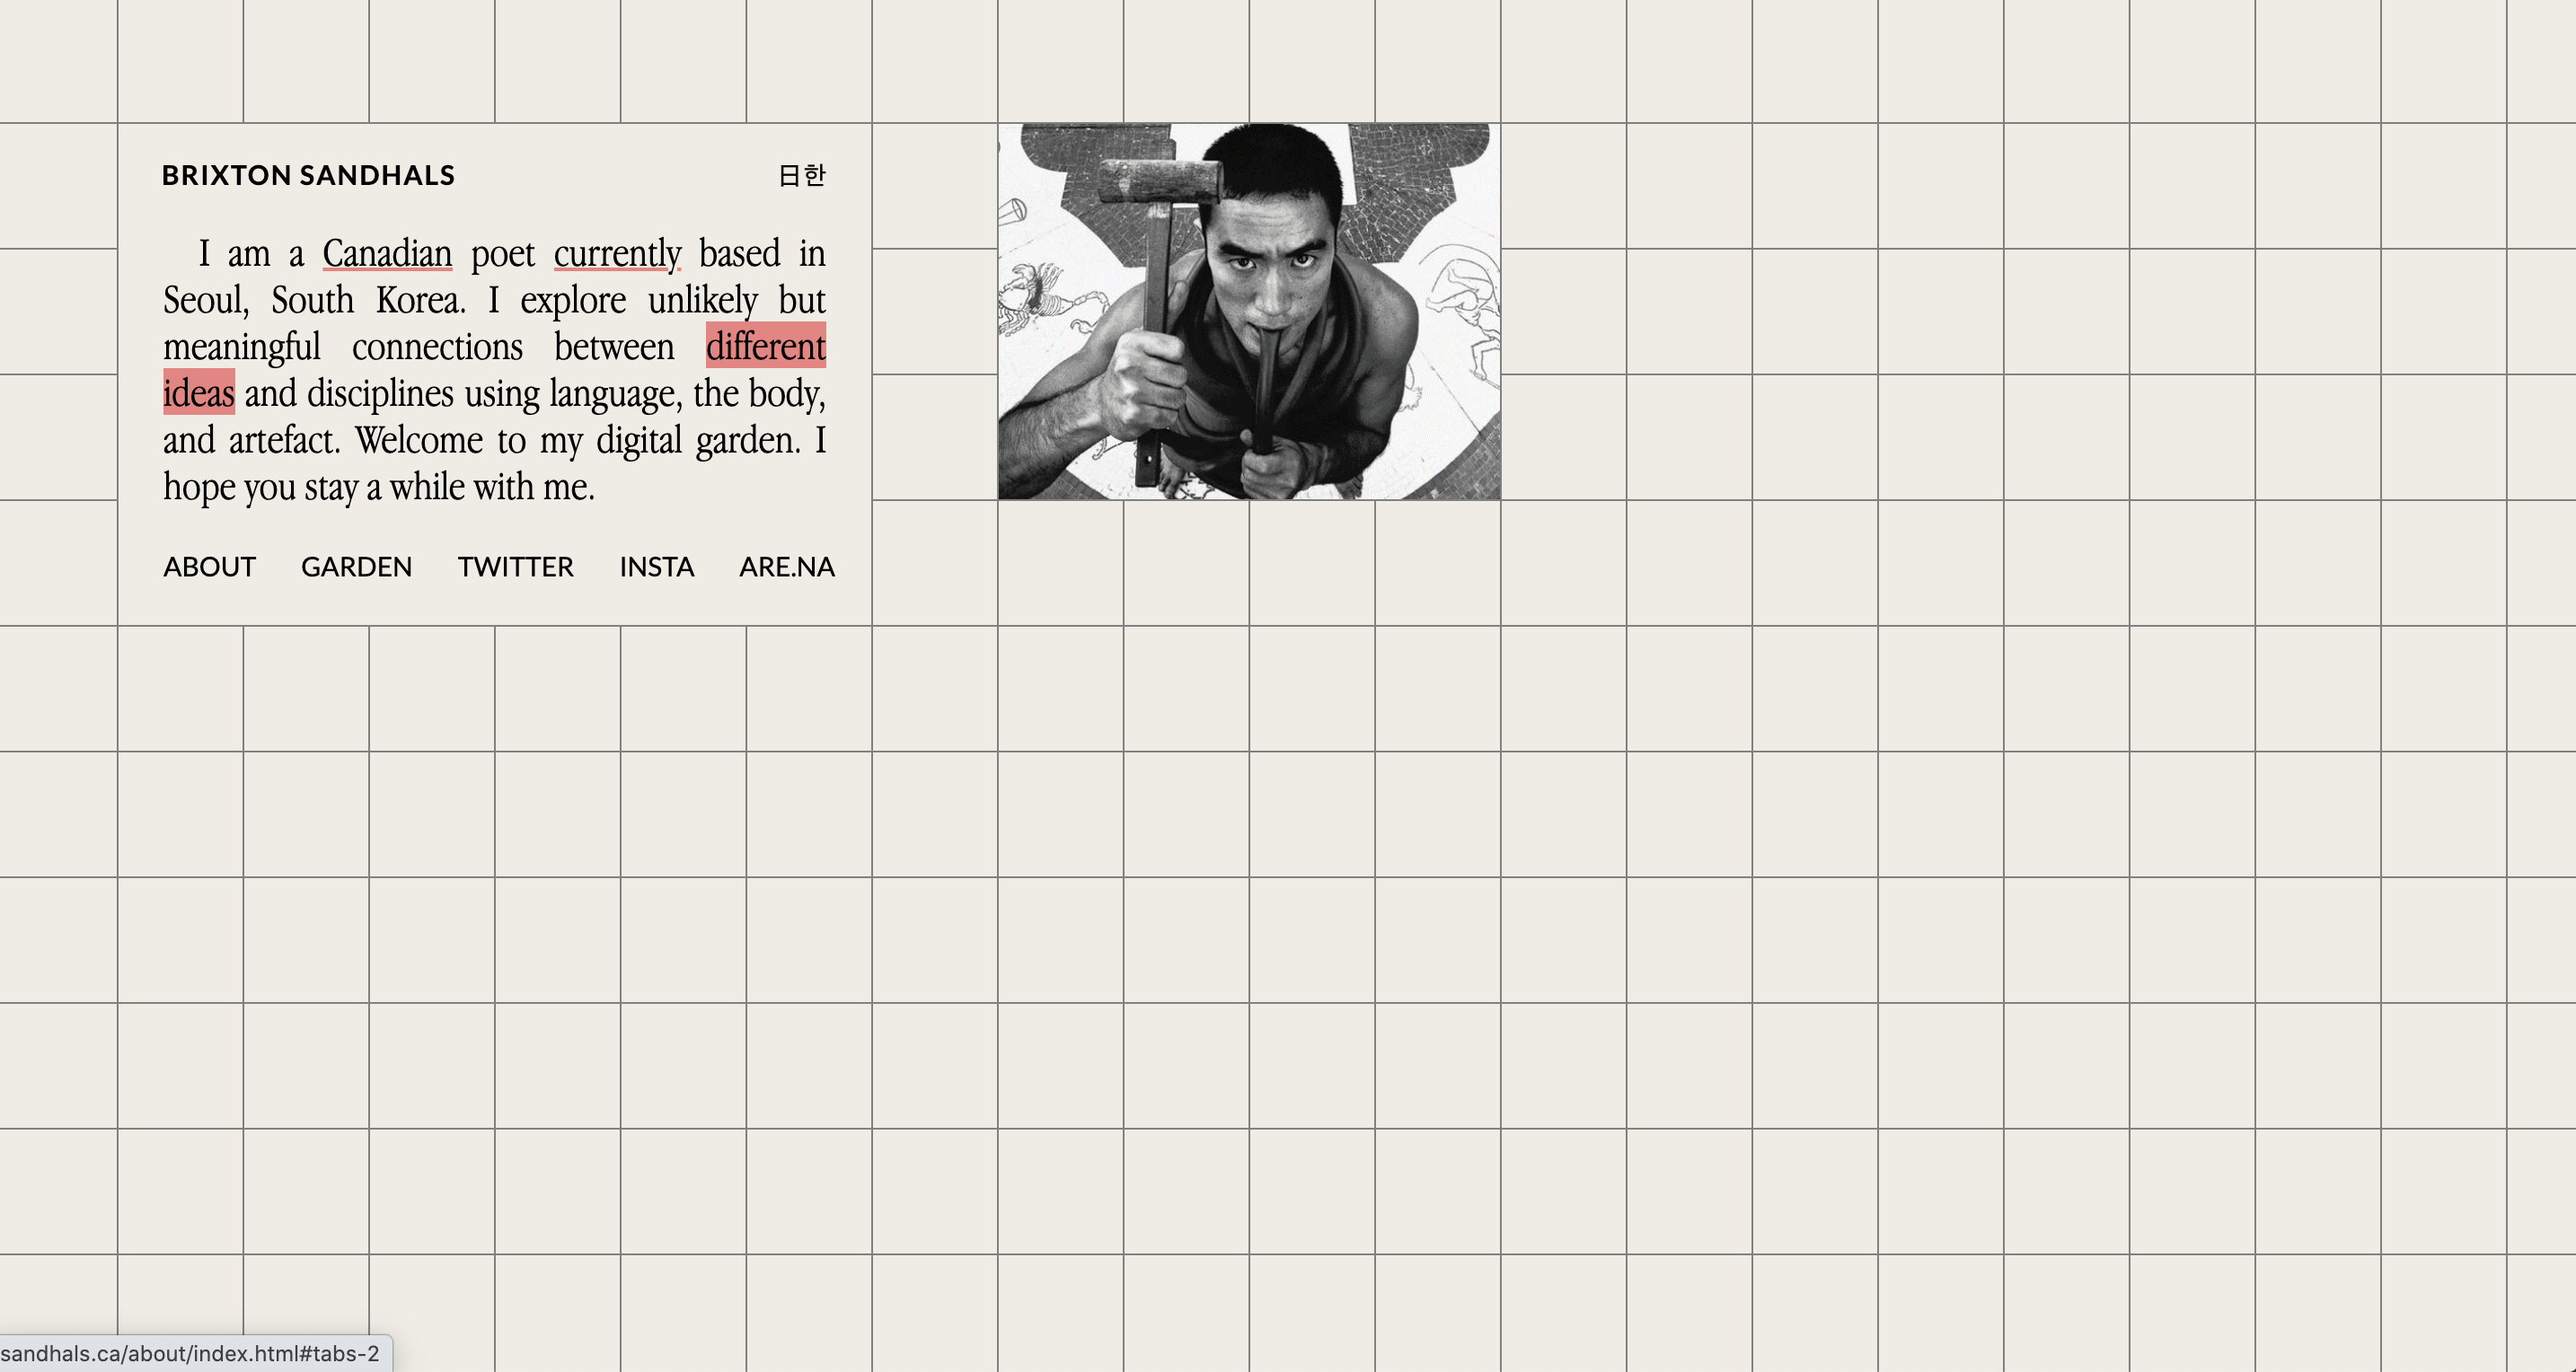 BRIXTON SANDHALS
日한
I am a Canadian poet currently based in
Seoul, South Korea. I explore unlikely but
meaningful connections between different
ideas and disciplines using language, the body,
and artefact. Welcome to my digital garden. I
hope you stay a while with me.
ABOUT GARDEN TWITTER INSTA ARE.NA
sandhals.ca/about/index.html#tabs-2